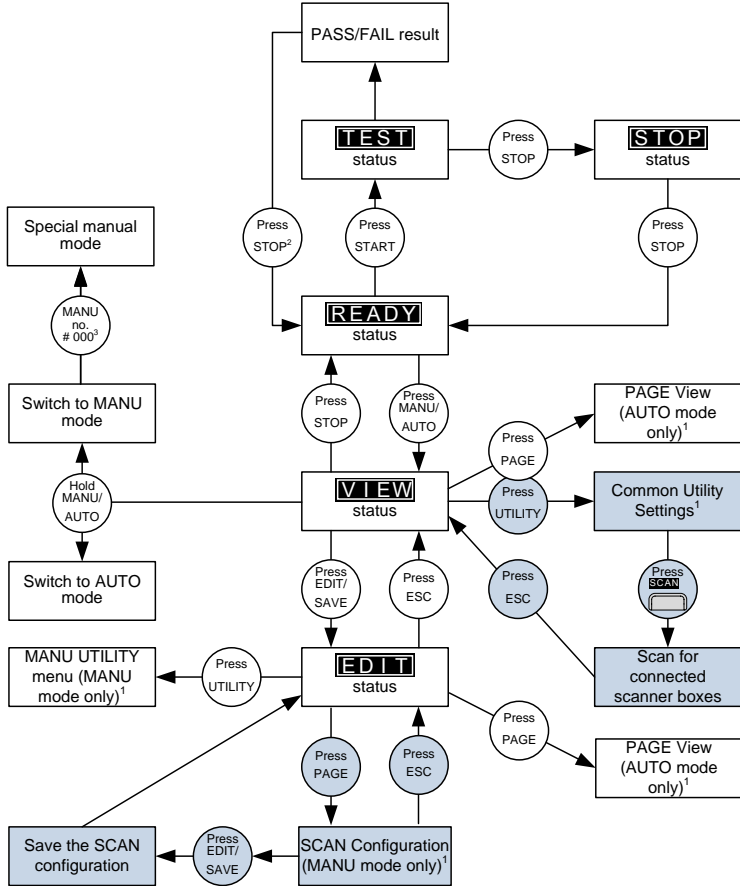 PASS/FAIL result
TEST
status
Press
STOP
STOP
status
Special manual
mode
Press
STOP2
Press
START
Press
STOP
MANU
no.
# 0003
READY
status
Switch to MANU
mode
Press
STOP
Press
MANU/
AUTO
PAGE View
(AUTO mode
only)1
Press
PAGE
Hold
MANU/
AUTO
VIEW
status
Press
UTILITY
Common Utility
Settings1
Switch to AUTO
mode
Press
EDIT/
SAVE
Press
ESC
Press
ESC
Press
SCAN
MANU UTILITY
menu (MANU
mode only)1
Press
UTILITY
EDIT
status
Scan for
connected
scanner boxes
Press
PAGE
Press
PAGE
Press
ESC
PAGE View
(AUTO mode
only)1
Save the SCAN
configuration
Press
EDIT/
SAVE
SCAN Configuration
(MANU mode only)1